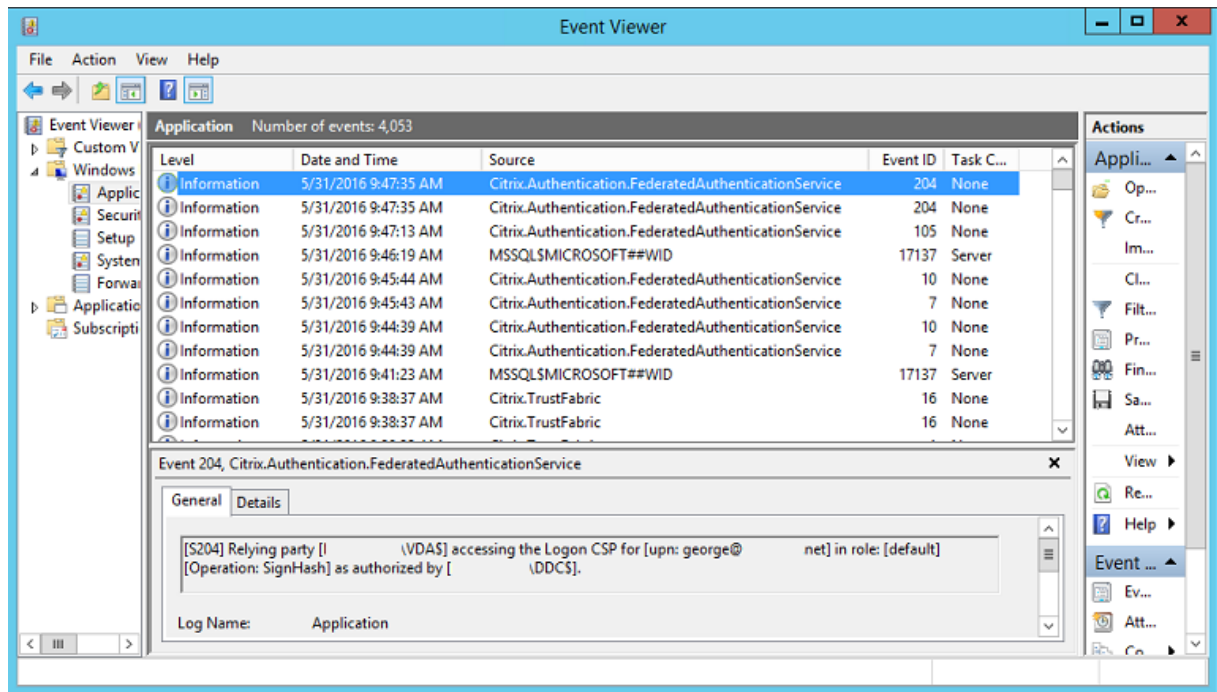 Event Viewer
File Action View Help
Event Viewer
Custom V
Windows
Applic
Securit
Setup
System
Forwar
Applicatio
Subscripti
Application Number of events: 4,053
Level Date and Time Source Event ID Task C...
Information 5/31/2016 9:47:35 AM Citrix.Authentication.FederatedAuthenticationService 204 None
Information 5/31/2016 9:47:35 AM Citrix.Authentication.FederatedAuthenticationService 204 None
Information 5/31/2016 9:47:13 AM Citrix.Authentication.FederatedAuthenticationService 105 None
Information 5/31/2016 9:46:19 AM MSSQL$MICROSOFT##WID 17137 Server
Information 5/31/2016 9:45:44 AM Citrix.Authentication.FederatedAuthenticationService 10 None
Information 5/31/2016 9:45:43 AM Citrix.Authentication.FederatedAuthenticationService 7 None
Information 5/31/2016 9:44:39 AM Citrix.Authentication.FederatedAuthenticationService 10 None
Information 5/31/2016 9:44:39 AM Citrix.Authentication.FederatedAuthenticationService 7 None
Information 5/31/2016 9:41:23 AM MSSQL$MICROSOFT##WID 17137 Server
Information 5/31/2016 9:38:37 AM Citrix.TrustFabric 16 None
Information 5/31/2016 9:38:37 AM Citrix.TrustFabric 16 None
Event 204, Citrix.Authentication.FederatedAuthenticationService
General Details
[S204] Relying party [I \VDA$] accessing the Logon CSP for [upn: george@ net] in role: [default]
[Operation: SignHash] as authorized by [ \DDC$].
Log Name: Application
Actions
Appli...
Op...
Cr...
Im...
Cl...
Filt...
Pr...
Fin...
Sa...
Att...
View
Re...
Help
Event ...
Ev...
Att...
Co...